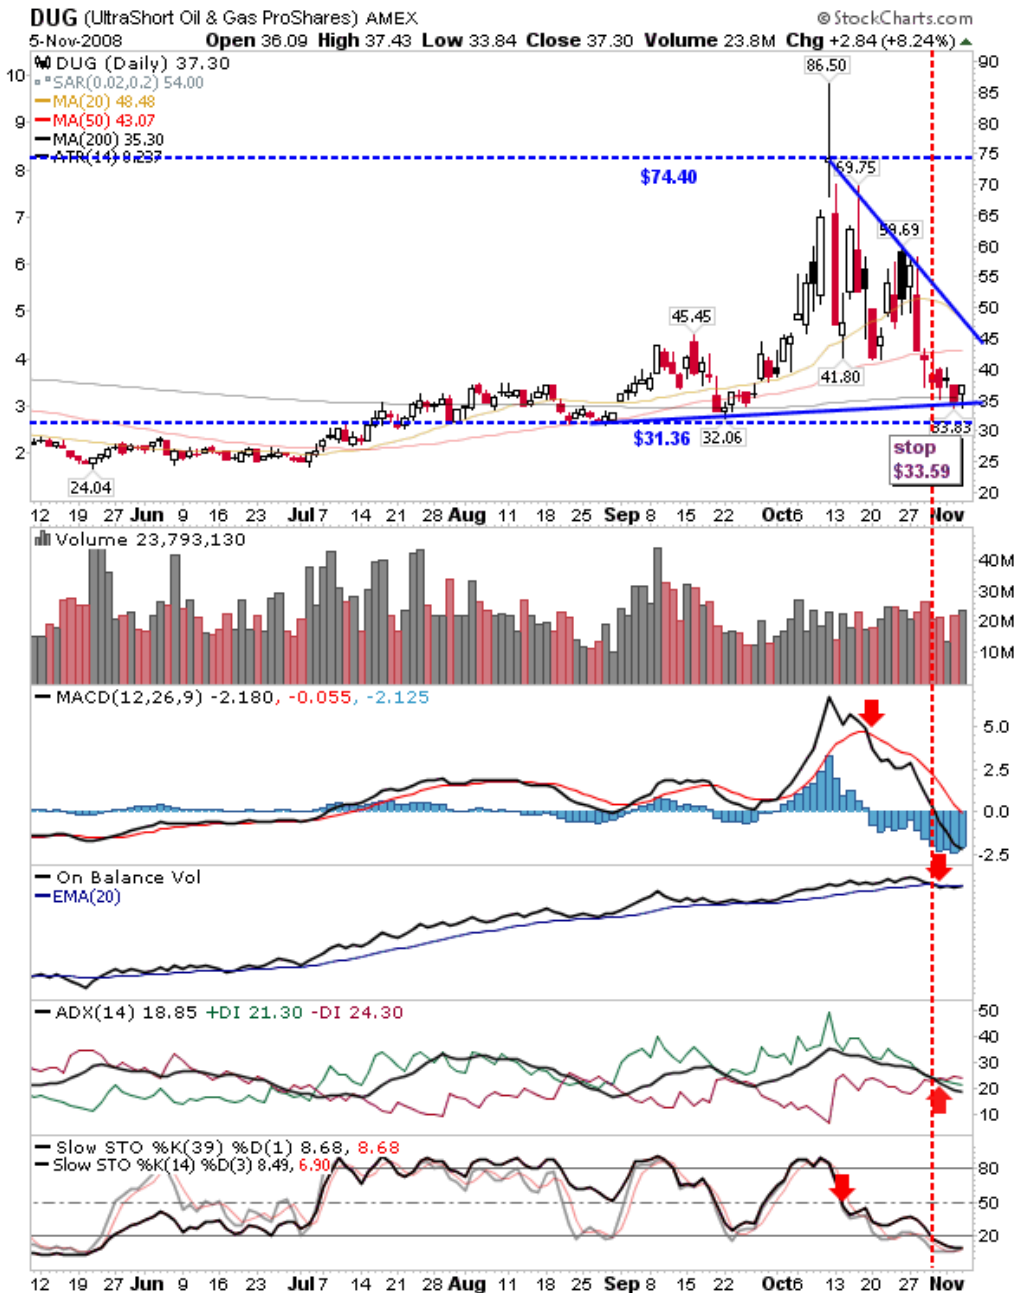 DUG (UltraShort Oil & Gas ProShares) AMEX © StockCharts.com
5-Nov-2008 Open 36.09 High 37.43 Low 33.84 Close 37.30 Volume 23.8M Chg +2.84 (+8.24%)
DUG (Daily) 37.30
SAR(0.02,0.2) 54.00
MA(20) 48.48
MA(50) 43.07
MA(200) 35.30
ATR(14) 8.237
10
9
8
7
6
5
4
3
2
90
85
80
75
70
65
60
55
50
45
40
35
30
25
20
86.50
$74.40
69.75
59.69
45.45
41.80
33.83
$31.36
32.06
stop
$33.59
24.04
12 19 27 Jun 9 16 23 Jul 7 14 21 28 Aug 11 18 25 Sep 8 15 22 Oct 6 13 20 27 Nov
Volume 23,793,130
40M
30M
20M
10M
MACD(12,26,9) -2.180, -0.055, -2.125
5.0
2.5
0.0
-2.5
On Balance Vol
EMA(20)
ADX(14) 18.85 +DI 21.30 -DI 24.30
50
40
30
20
10
Slow STO %K(39) %D(1) 8.68, 8.68
Slow STO %K(14) %D(3) 8.49, 6.90
80
50
20
12 19 27 Jun 9 16 23 Jul 7 14 21 28 Aug 11 18 25 Sep 8 15 22 Oct 6 13 20 27 Nov